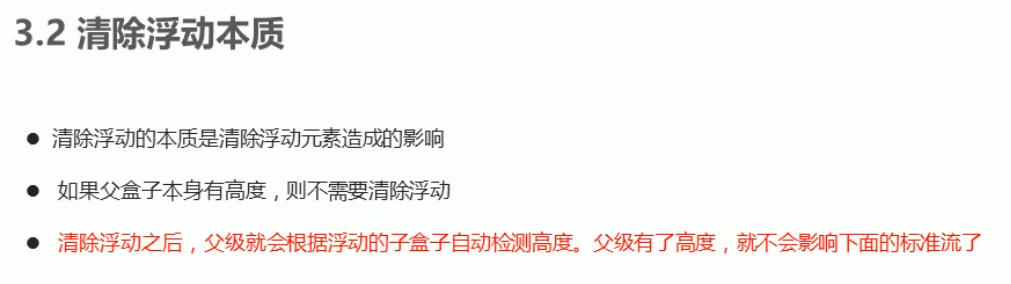 3.2 清除浮动本质
● 清除浮动的本质是清除浮动元素造成的影响
● 如果父盒子本身有高度，则不需要清除浮动
● 清除浮动之后，父级就会根据浮动的子盒子自动检测高度。父级有了高度，就不会影响下面的标准流了